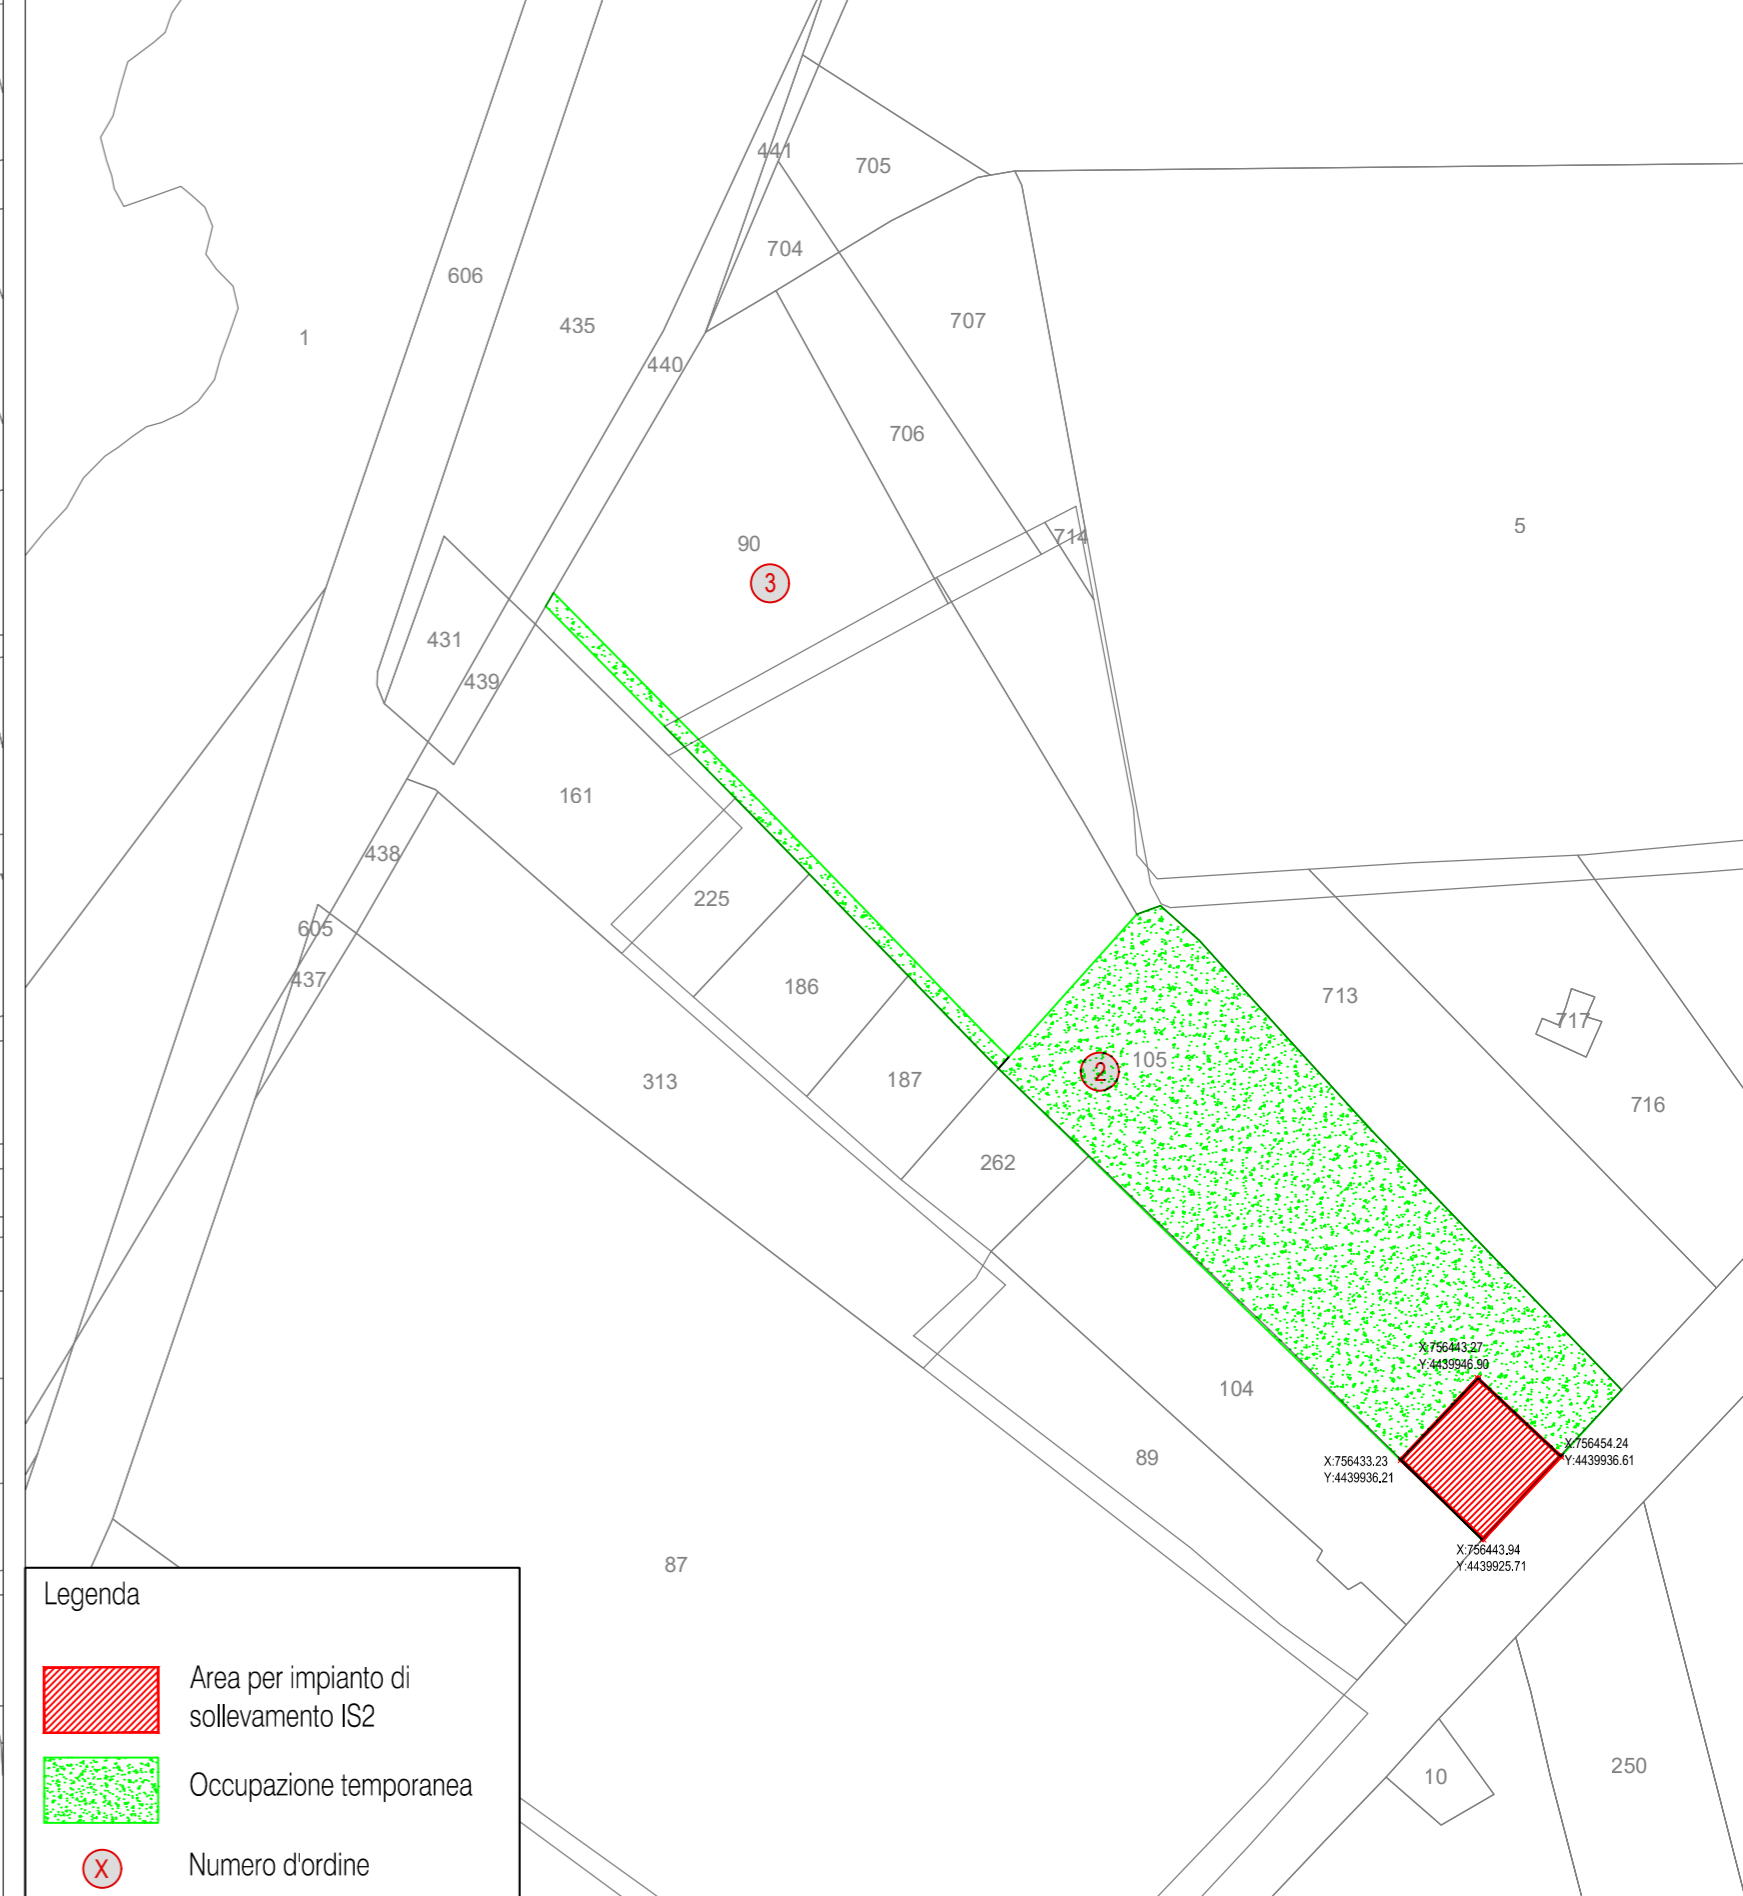 441
705
704
606
1
435
707
440
706
5
714
90
3
431
439
161
438
225
605
437
186
713
717
105
2
187
313
716
262
X:756443.27
Y:4439946.90
104
X:756454.24
Y:4439936.61
89
X:756433.23
Y:4439936.21
X:756443.94
Y:4439925.71
87
10
250
Legenda
Area per impianto di
sollevamento IS2
Occupazione temporanea
X
Numero d'ordine